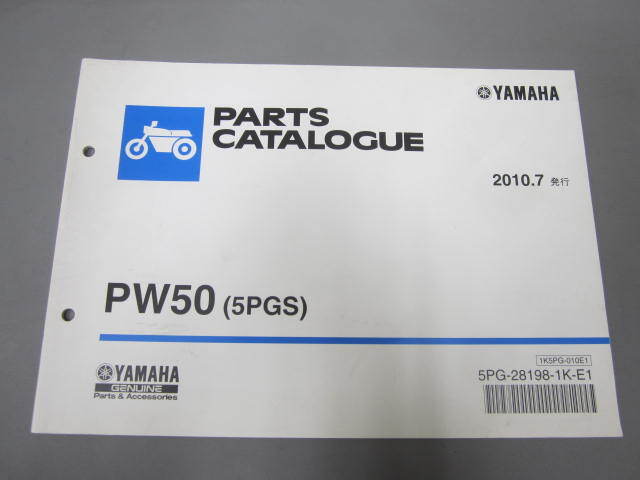 YAMAHA
PARTS
CATALOGUE
2010.7 発行
PW50 (5PGS)
YAMAHA
GENUINE
Parts & Accessories
1K5PG-010E1
5PG-28198-1K-E1